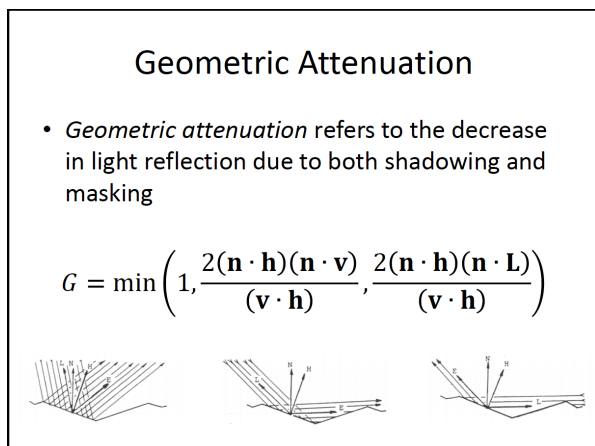 Geometric Attenuation
• Geometric attenuation refers to the decrease
in light reflection due to both shadowing and
masking
G = min(1, 2(n · h)(n · v)/(v · h), 2(n · h)(n · L)/(v · h))
L N H E
L N H E
E N H L